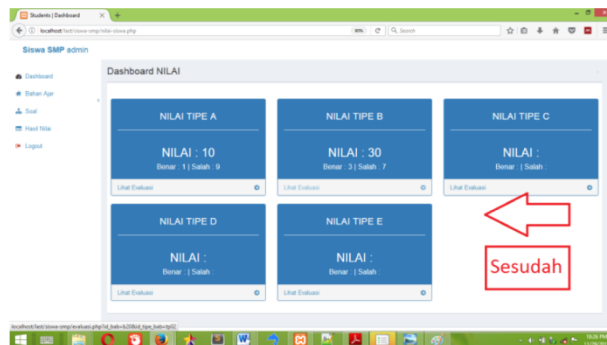 Students | Dashboard
localhost/test/siswa-smp/nilai-siswa.php
Search
Siswa SMP admin
Dashboard
Bahan Ajar
Soal
Hasil Nilai
Logout
Dashboard NILAI
NILAI TIPE A
NILAI : 10
Benar : 1 | Salah : 9
Lihat Evaluasi
NILAI TIPE B
NILAI : 30
Benar : 3 | Salah : 7
Lihat Evaluasi
NILAI TIPE C
NILAI :
Benar : | Salah :
Lihat Evaluasi
NILAI TIPE D
NILAI :
Benar : | Salah :
Lihat Evaluasi
NILAI TIPE E
NILAI :
Benar : | Salah :
Lihat Evaluasi
Sesudah